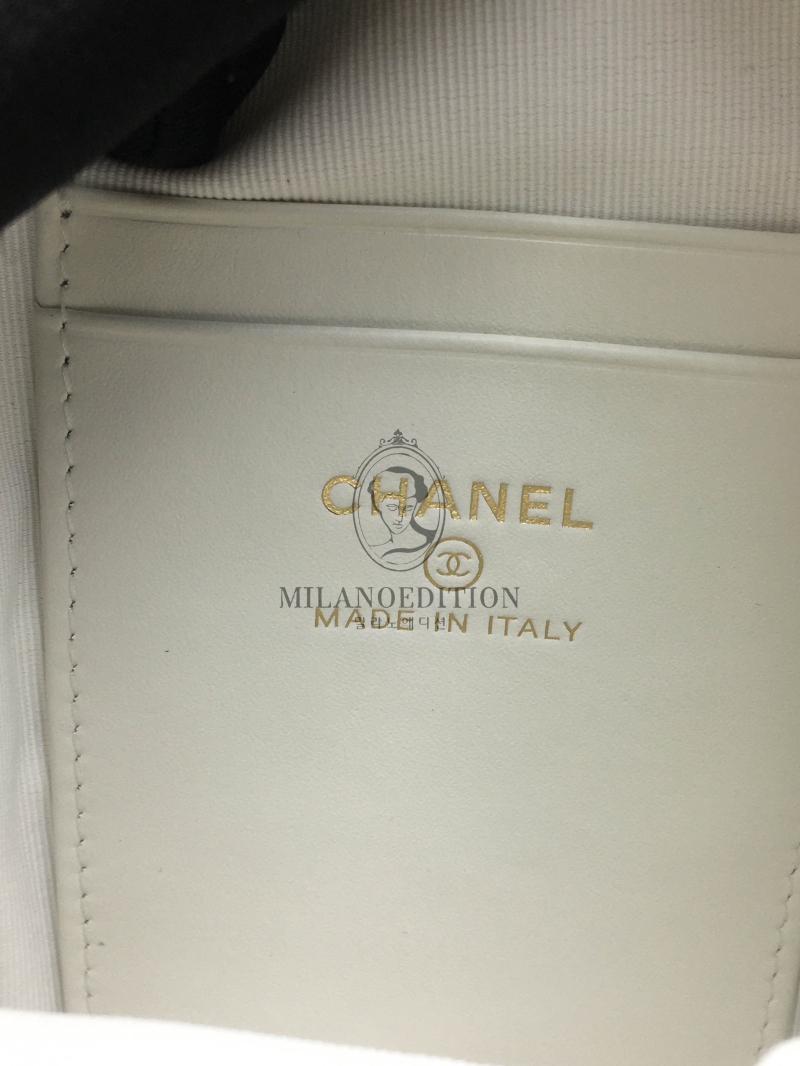 CHANEL
MILANOEDITION
MADE IN ITALY
밀라노에디션